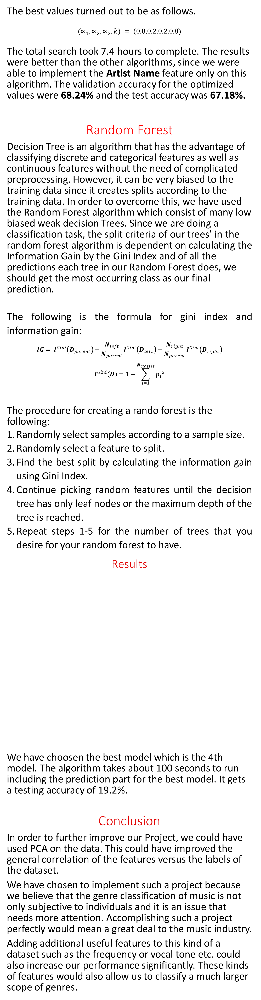 The best values turned out to be as follows.
(∝1, ∝2, ∝3, k) = (0.8,0.2.0.2.0.8)
The total search took 7.4 hours to complete. The results
were better than the other algorithms, since we were
able to implement the Artist Name feature only on this
algorithm. The validation accuracy for the optimized
values were 68.24% and the test accuracy was 67.18%.
Random Forest
Decision Tree is an algorithm that has the advantage of
classifying discrete and categorical features as well as
continuous features without the need of complicated
preprocessing. However, it can be very biased to the
training data since it creates splits according to the
training data. In order to overcome this, we have used
the Random Forest algorithm which consist of many low
biased weak decision Trees. Since we are doing a
classification task, the split criteria of our trees’ in the
random forest algorithm is dependent on calculating the
Information Gain by the Gini Index and of all the
predictions each tree in our Random Forest does, we
should get the most occurring class as our final
prediction.
The following is the formula for gini index and
information gain:
IG = I^Gini(D_parent) − N_left/N_parent I^Gini(D_left) − N_right/N_parent I^Gini(D_right)
I^Gini(D) = 1 − ∑_{i=1}^{N_classes} p_i^2
The procedure for creating a rando forest is the
following:
1. Randomly select samples according to a sample size.
2. Randomly select a feature to split.
3. Find the best split by calculating the information gain
using Gini Index.
4. Continue picking random features until the decision
tree has only leaf nodes or the maximum depth of the
tree is reached.
5. Repeat steps 1-5 for the number of trees that you
desire for your random forest to have.
Results
We have choosen the best model which is the 4th
model. The algorithm takes about 100 seconds to run
including the prediction part for the best model. It gets
a testing accuracy of 19.2%.
Conclusion
In order to further improve our Project, we could have
used PCA on the data. This could have improved the
general correlation of the features versus the labels of
the dataset.
We have chosen to implement such a project because
we believe that the genre classification of music is not
only subjective to individuals and it is an issue that
needs more attention. Accomplishing such a project
perfectly would mean a great deal to the music industry.
Adding additional useful features to this kind of a
dataset such as the frequency or vocal tone etc. could
also increase our performance significantly. These kinds
of features would also allow us to classify a much larger
scope of genres.